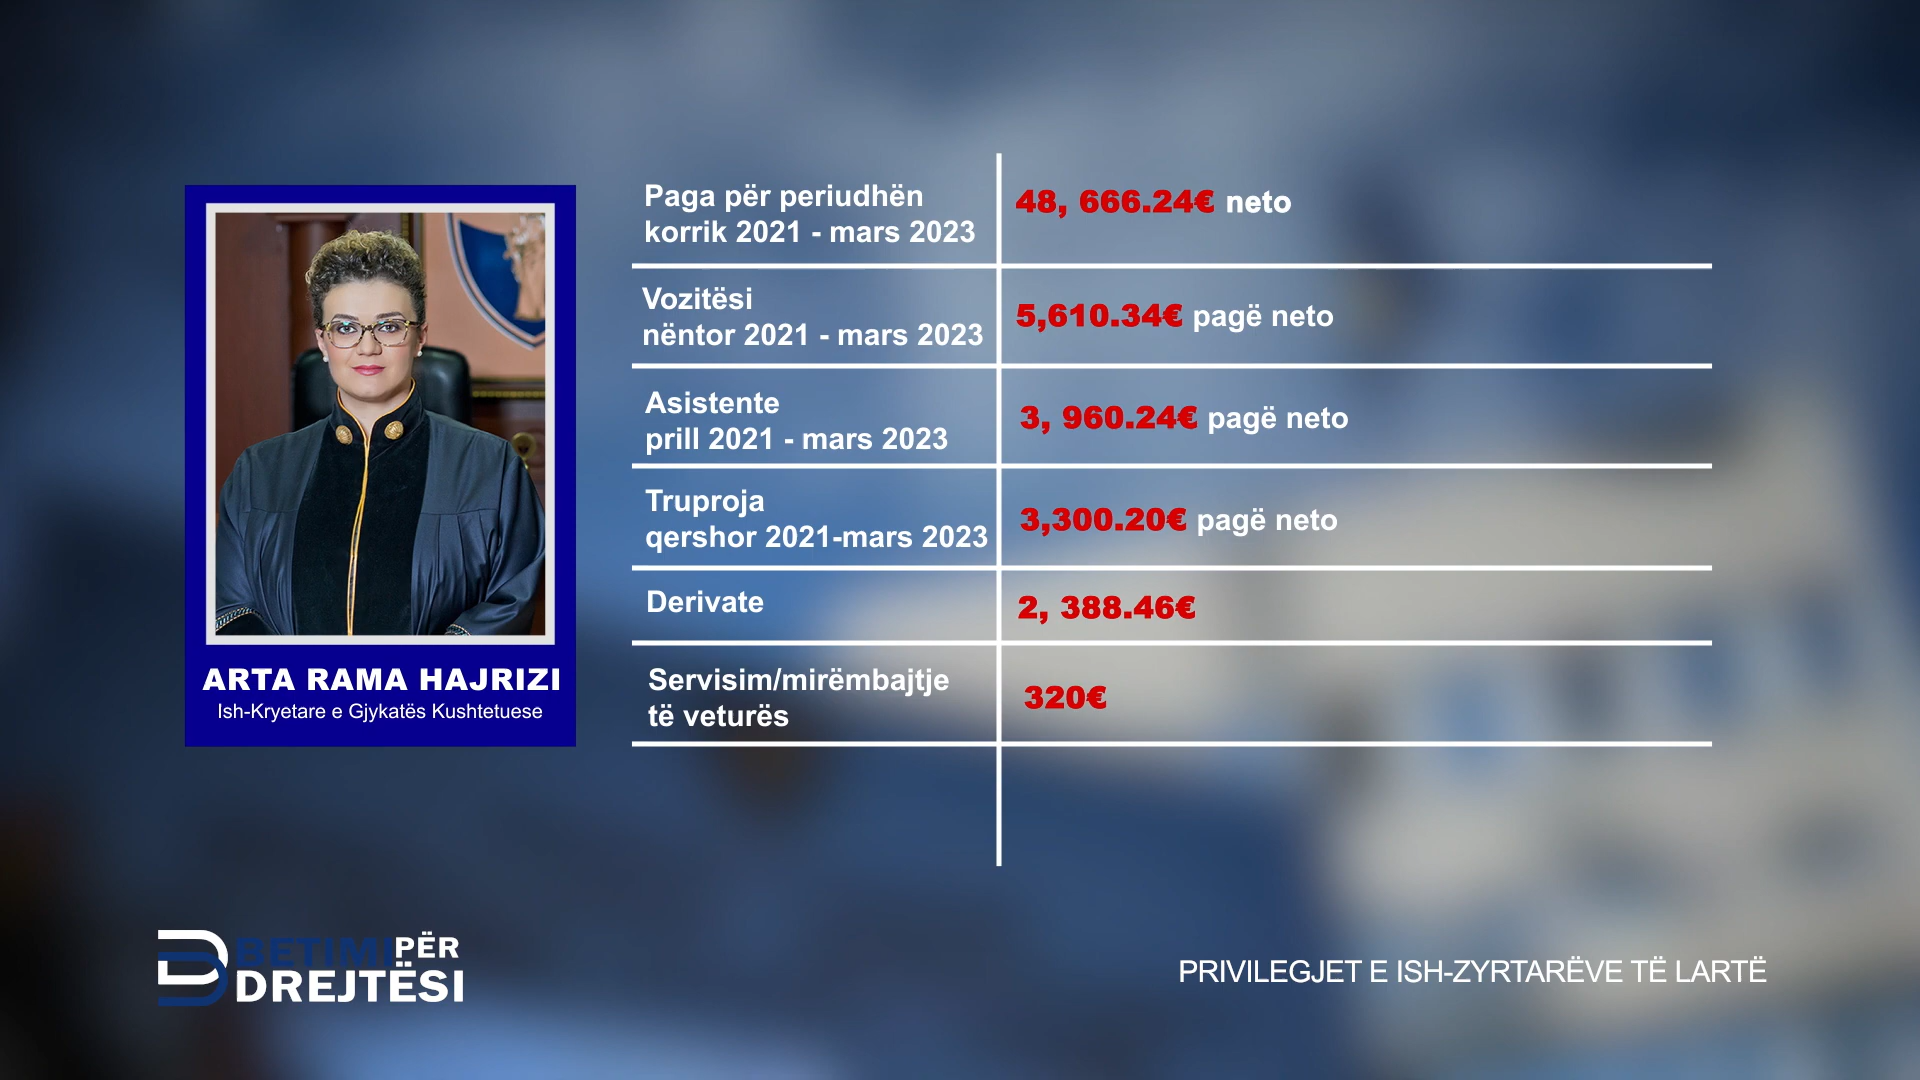 Paga për periudhën
korrik 2021 - mars 2023
48, 666.24€ neto
Vozitësi
nëntor 2021 - mars 2023
5,610.34€ pagë neto
Asistente
prill 2021 - mars 2023
3, 960.24€ pagë neto
Truproja
qershor 2021-mars 2023
3,300.20€ pagë neto
Derivate
2, 388.46€
Servisim/mirëmbajtje
të veturës
320€
ARTA RAMA HAJRIZI
Ish-Kryetare e Gjykatës Kushtetuese
BETIMI PËR
DREJTËSI
PRIVILEGJET E ISH-ZYRTARËVE TË LARTË